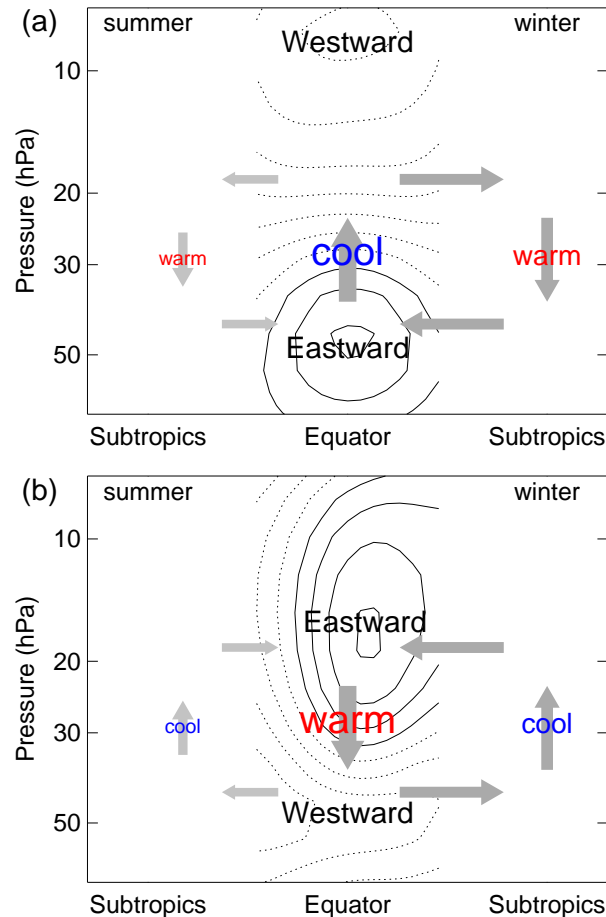 (a)
summer
winter
Westward
10
20
cool
warm
warm
30
Eastward
50
Pressure (hPa)
Subtropics
Equator
Subtropics
(b)
summer
winter
10
Eastward
20
warm
cool
cool
30
Westward
50
Pressure (hPa)
Subtropics
Equator
Subtropics